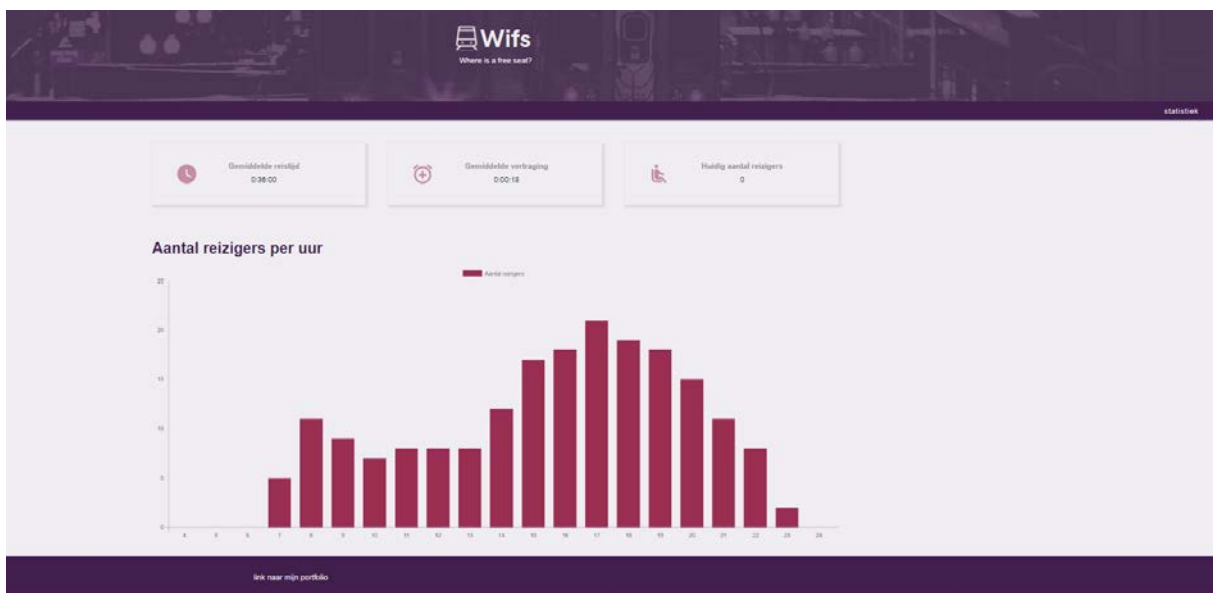 Wifs
Where is a free seat?
statistiek
Gemiddelde reistijd
0:36:00
Gemiddelde vertraging
0:00:18
Huidig aantal reizigers
0
Aantal reizigers per uur
Aantal reizigers
25
20
15
10
5
0
4 5 6 7 8 9 10 11 12 13 14 15 16 17 18 19 20 21 22 23 24
link naar mijn portfolio